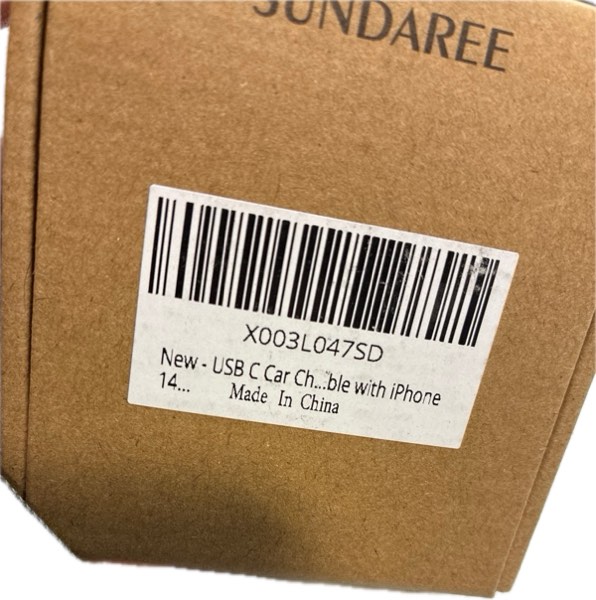 SUNDAREE
X003L047SD
New - USB C Car Ch...ble with iPhone
14...
Made In China